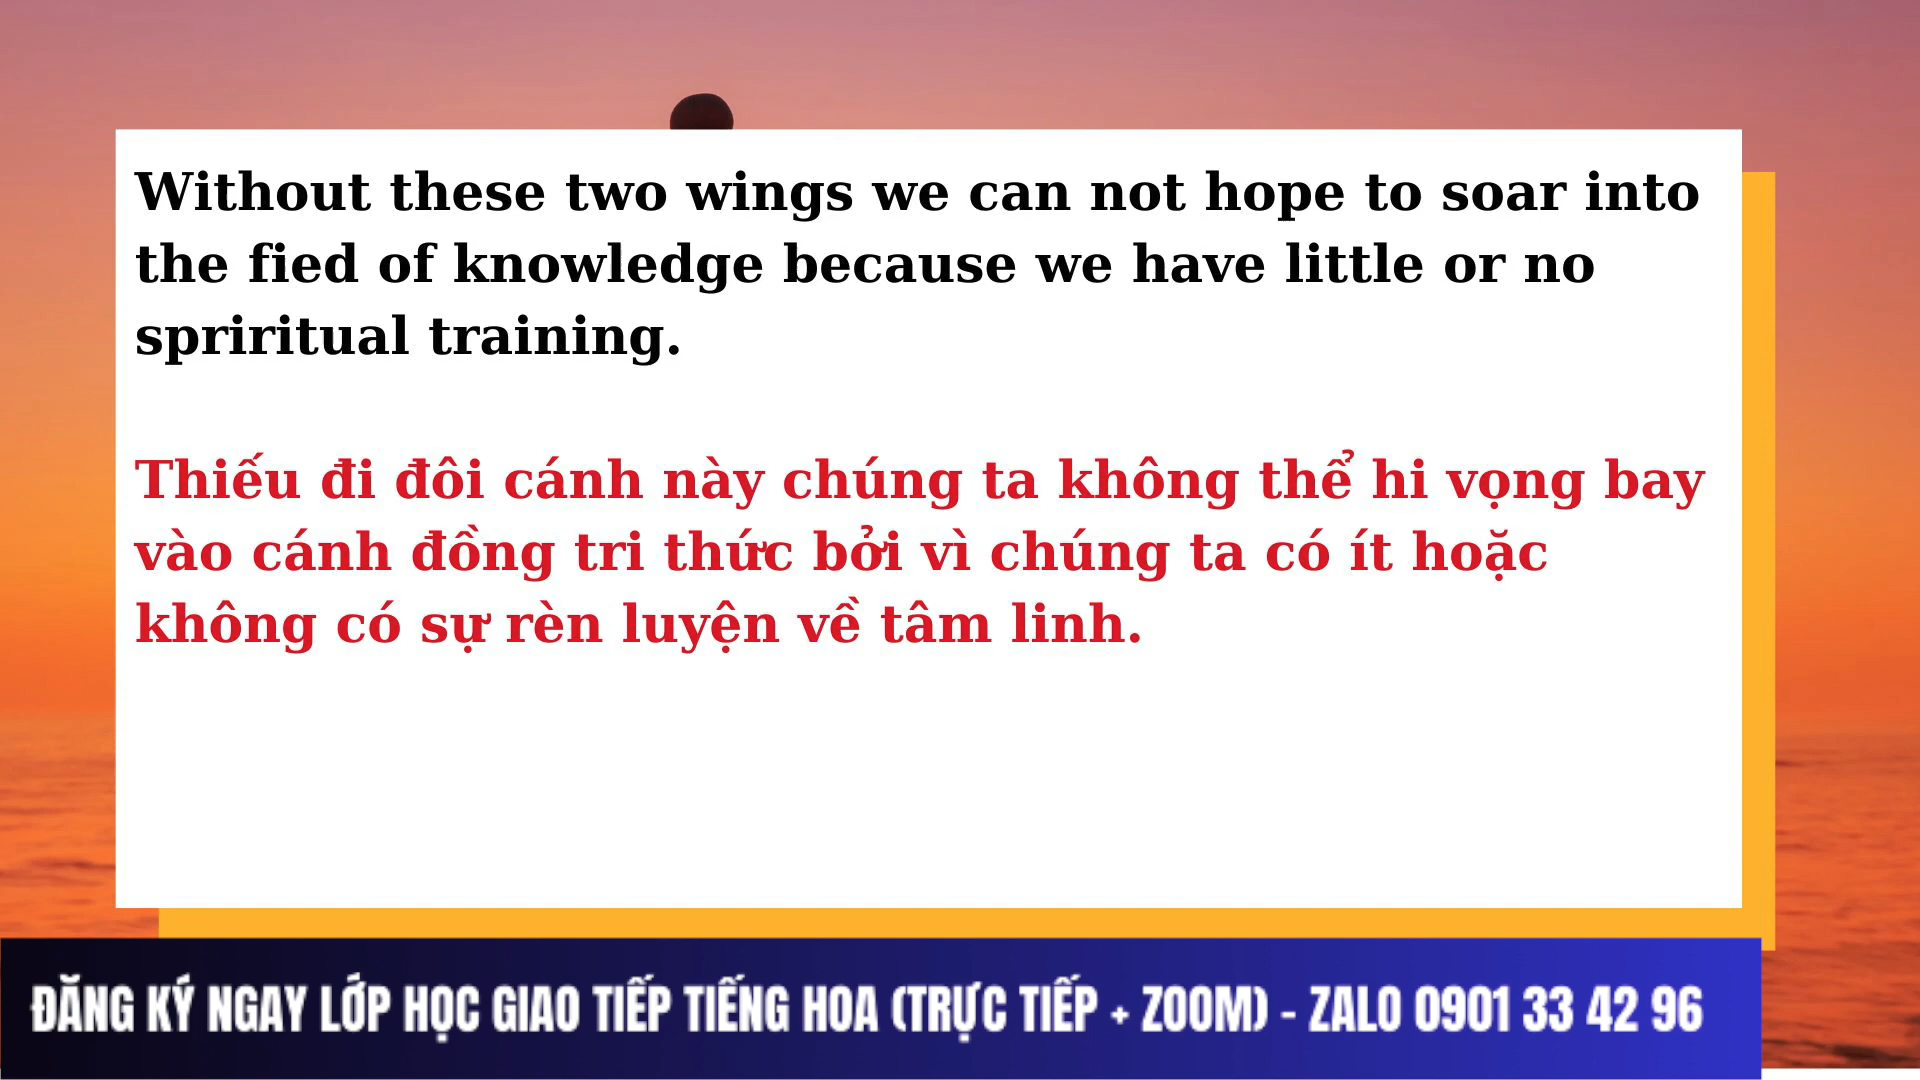 Without these two wings we can not hope to soar into
the fied of knowledge because we have little or no
spriritual training.
Thiếu đi đôi cánh này chúng ta không thể hi vọng bay
vào cánh đồng tri thức bởi vì chúng ta có ít hoặc
không có sự rèn luyện về tâm linh.
ĐĂNG KÝ NGAY LỚP HỌC GIAO TIẾP TIẾNG HOA (TRỰC TIẾP + ZOOM) - ZALO 0901 33 42 96